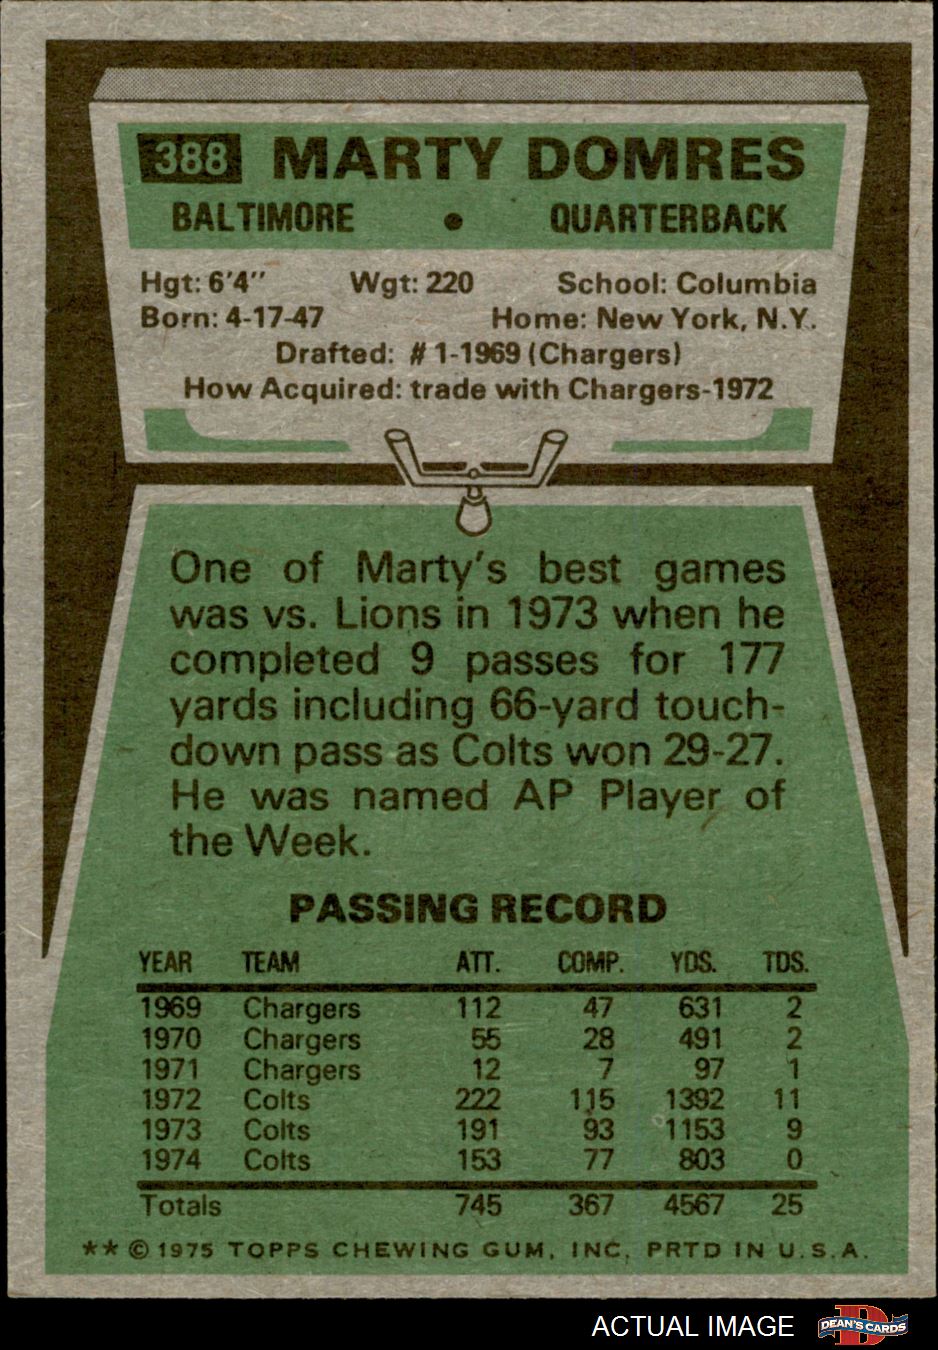 388 MARTY DOMRES
BALTIMORE • QUARTERBACK
Hgt: 6'4" Wgt: 220 School: Columbia
Born: 4-17-47 Home: New York, N.Y.
Drafted: #1-1969 (Chargers)
How Acquired: trade with Chargers-1972
One of Marty's best games
was vs. Lions in 1973 when he
completed 9 passes for 177
yards including 66-yard touch-
down pass as Colts won 29-27.
He was named AP Player of
the Week.
PASSING RECORD
YEAR TEAM ATT. COMP. YDS. TDS.
1969 Chargers 112 47 631 2
1970 Chargers 55 28 491 2
1971 Chargers 12 7 97 1
1972 Colts 222 115 1392 11
1973 Colts 191 93 1153 9
1974 Colts 153 77 803 0
Totals 745 367 4567 25
** © 1975 TOPPS CHEWING GUM, INC. PRTD IN U.S.A.
ACTUAL IMAGE D DEAN'S CARDS